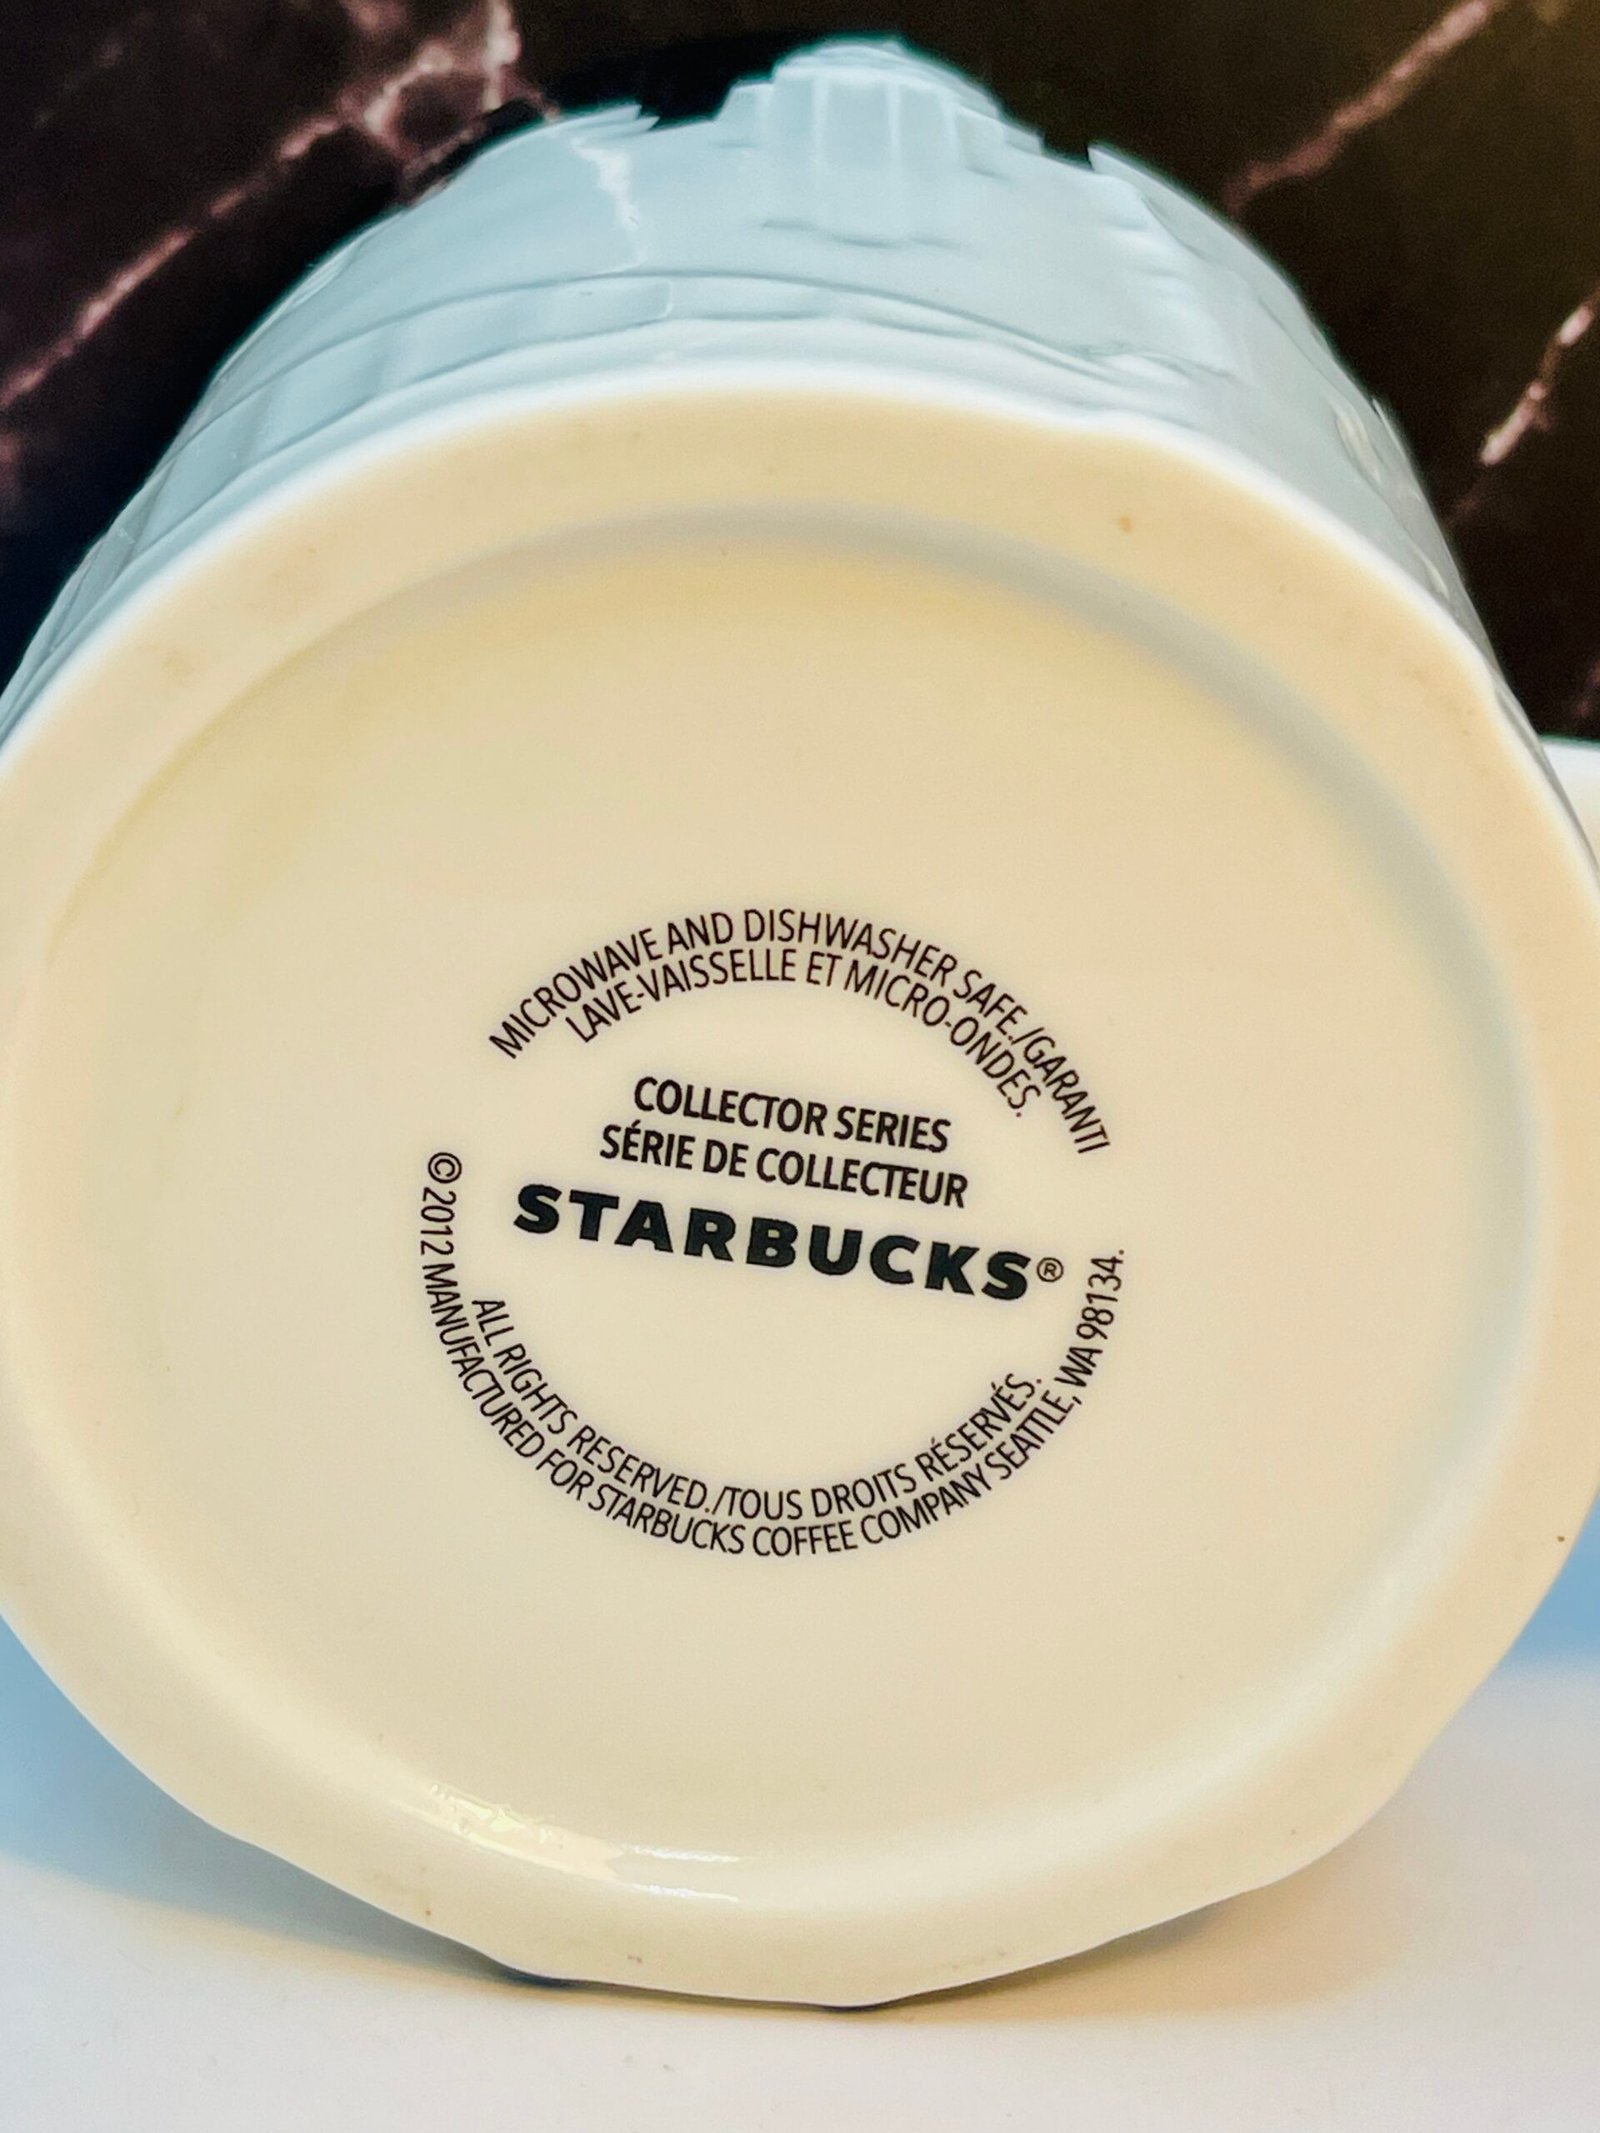 MICROWAVE AND DISHWASHER SAFE./GARANTI
LAVE-VAISSELLE ET MICRO-ONDES.
COLLECTOR SERIES
SÉRIE DE COLLECTEUR
STARBUCKS®
ALL RIGHTS RESERVED./TOUS DROITS RÉSERVÉS.
©2012 MANUFACTURED FOR STARBUCKS COFFEE COMPANY SEATTLE, WA 98134.